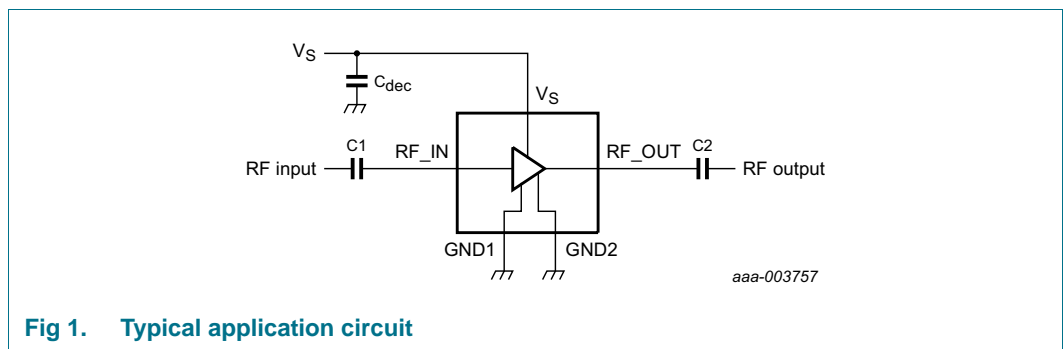 VS
Cdec
VS
C1
RF_IN
RF_OUT
C2
RF input
RF output
GND1
GND2
aaa-003757
Fig 1. Typical application circuit